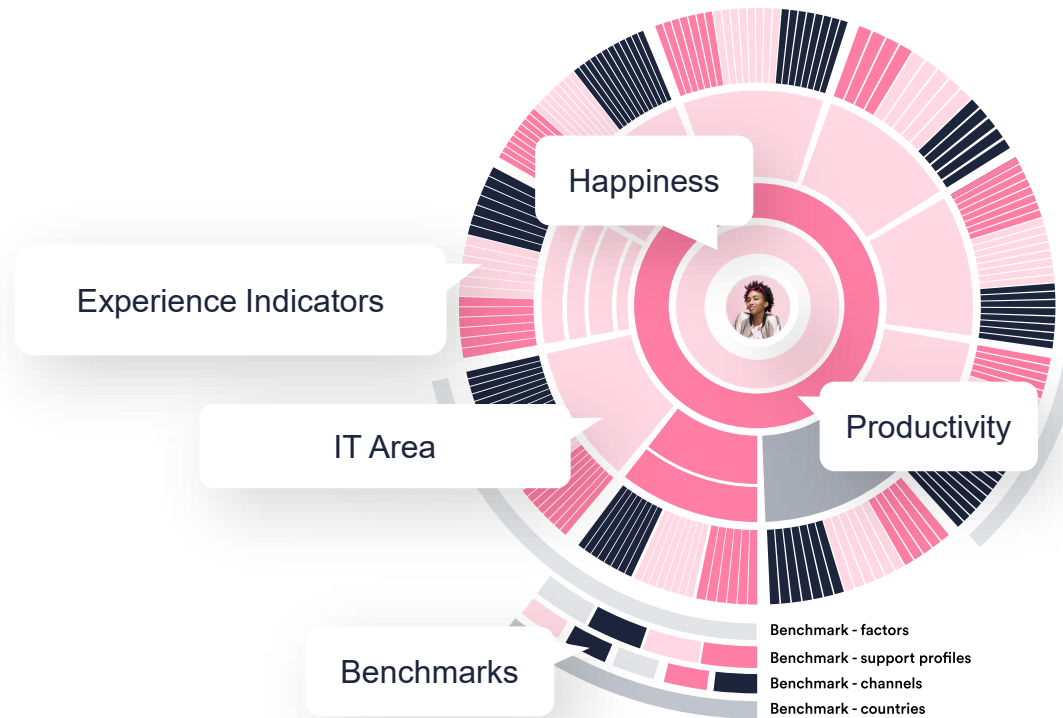 Happiness
Experience Indicators
Productivity
IT Area
Benchmark - factors
Benchmark - support profiles
Benchmarks
Benchmark - channels
Benchmark - countries